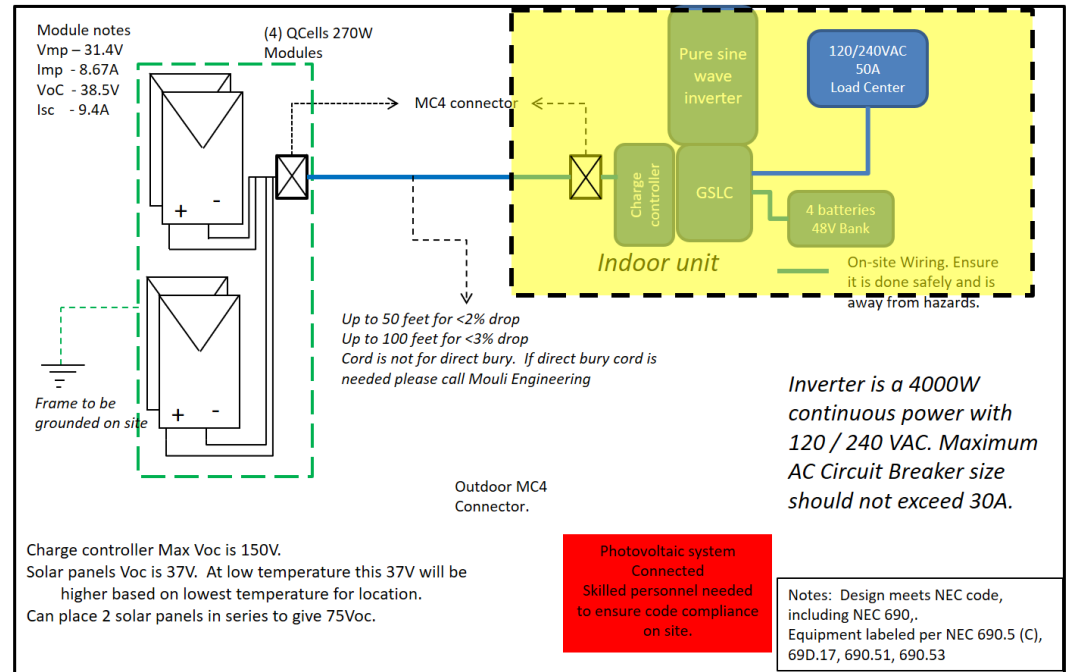 Module notes
Vmp – 31.4V
Imp - 8.67A
VoC - 38.5V
Isc - 9.4A
(4) QCells 270W
Modules
MC4 connector
Pure sine
wave
inverter
120/240VAC
50A
Load Center
Charge
controller
GSLC
4 batteries
48V Bank
Indoor unit
On-site Wiring. Ensure
it is done safely and is
away from hazards.
+ -
+ -
Frame to be
grounded on site
Up to 50 feet for <2% drop
Up to 100 feet for <3% drop
Cord is not for direct bury. If direct bury cord is
needed please call Mouli Engineering
Inverter is a 4000W
continuous power with
120 / 240 VAC. Maximum
AC Circuit Breaker size
should not exceed 30A.
Outdoor MC4
Connector.
Charge controller Max Voc is 150V.
Solar panels Voc is 37V. At low temperature this 37V will be
higher based on lowest temperature for location.
Can place 2 solar panels in series to give 75Voc.
Photovoltaic system
Connected
Skilled personnel needed
to ensure code compliance
on site.
Notes: Design meets NEC code,
including NEC 690,.
Equipment labeled per NEC 690.5 (C),
69D.17, 690.51, 690.53